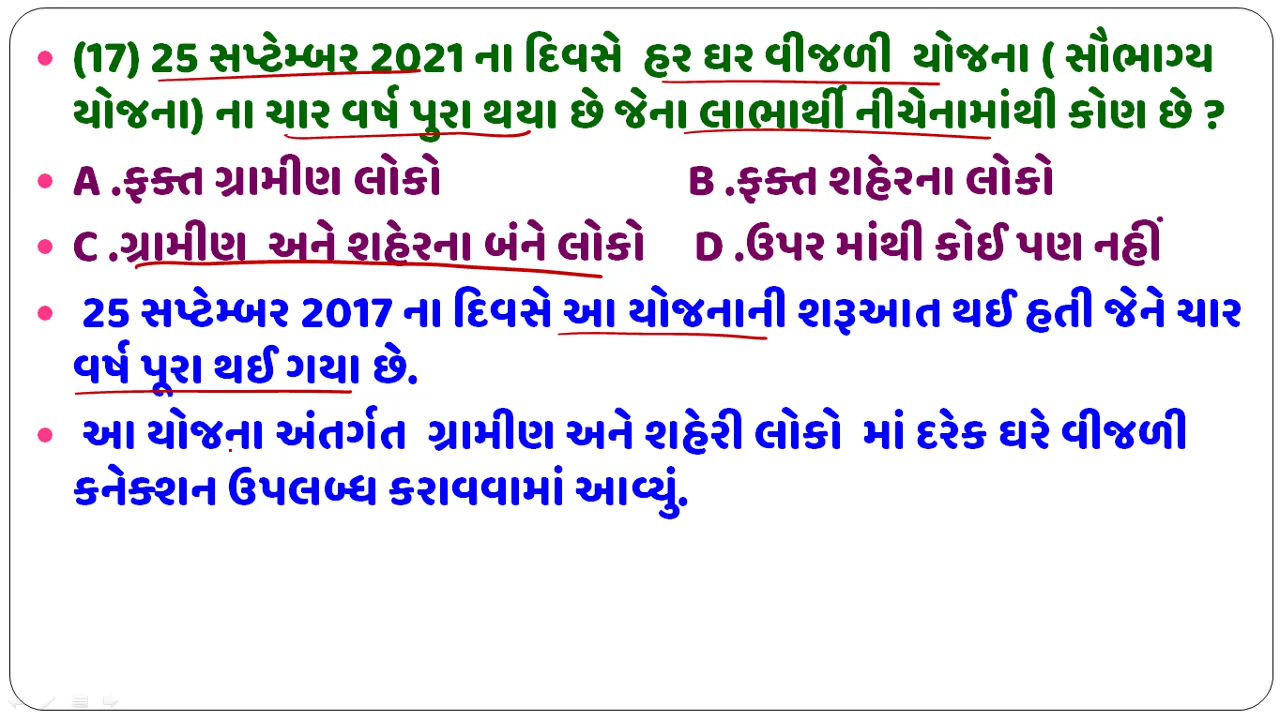 (17) 25 સપ્ટેમ્બર 2021 ના દિવસે હર ઘર વીજળી યોજના ( સૌભાગ્ય
યોજના) ના ચાર વર્ષ પુરા થયા છે જેના લાભાર્થી નીચેનામાંથી કોણ છે ?
A .ફક્ત ગ્રામીણ લોકો B .ફક્ત શહેરના લોકો
C .ગ્રામીણ અને શહેરના બંને લોકો D .ઉપર માંથી કોઈ પણ નહીં
25 સપ્ટેમ્બર 2017 ના દિવસે આ યોજનાની શરૂઆત થઈ હતી જેને ચાર
વર્ષ પૂરા થઈ ગયા છે.
આ યોજના અંતર્ગત ગ્રામીણ અને શહેરી લોકો માં દરેક ઘરે વીજળી
કનેક્શન ઉપલબ્ધ કરાવવામાં આવ્યું.